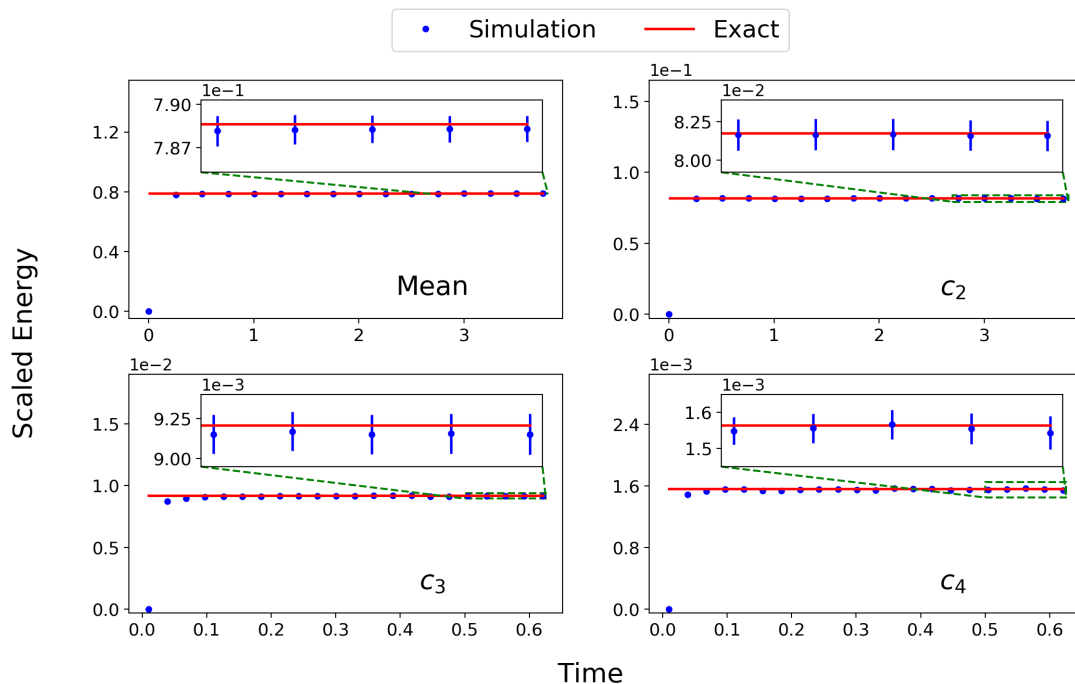 Simulation Exact
1e−1
1e−1
7.90
7.87
1.2
0.8
0.4
0.0
Mean
0 1 2 3
1e−2
8.25
8.00
1.5
1.0
0.5
0.0
c2
0 1 2 3
Scaled Energy
1e−2
1e−3
9.25
9.00
1.5
1.0
0.5
0.0
c3
0.0 0.1 0.2 0.3 0.4 0.5 0.6
1e−3
1e−3
1.6
1.5
2.4
1.6
0.8
0.0
c4
0.0 0.1 0.2 0.3 0.4 0.5 0.6
Time